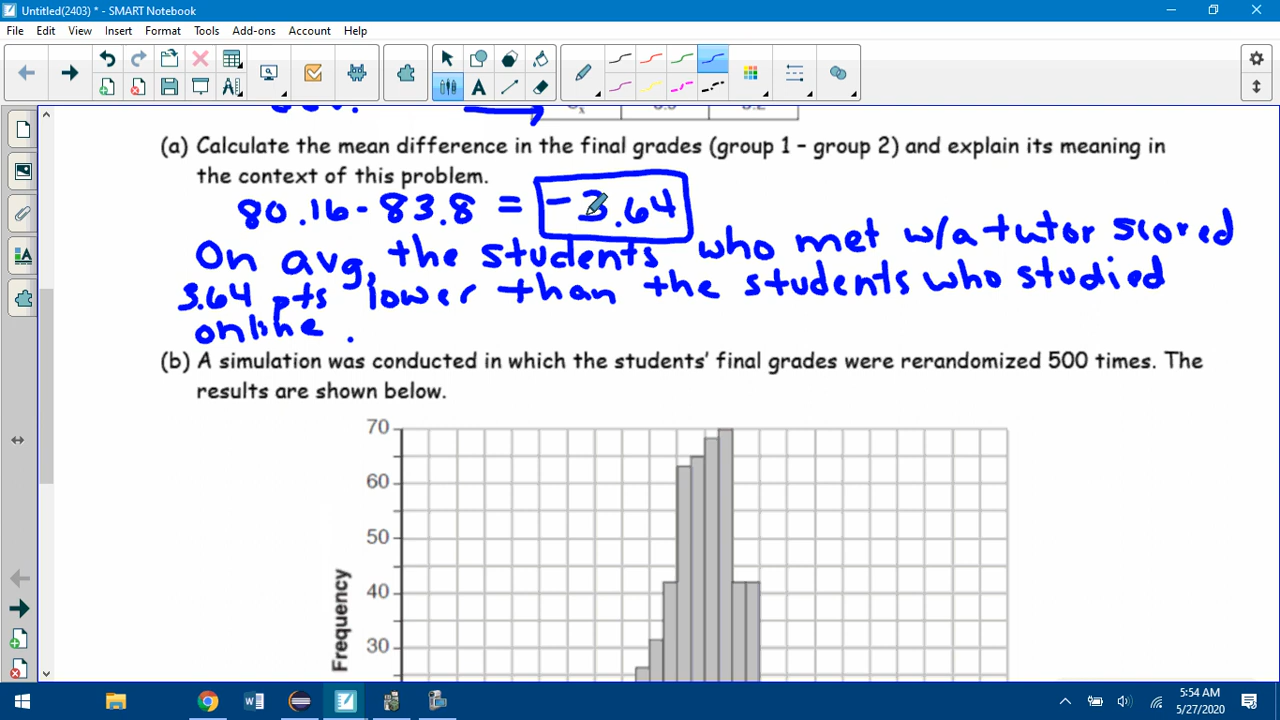 Untitled(2403) * - SMART Notebook
File Edit View Insert Format Tools Add-ons Account Help
(a) Calculate the mean difference in the final grades (group 1 – group 2) and explain its meaning in
the context of this problem.
80.16 - 83.8 = -3.64
On avg, the students who met w/a tutor scored
3.64 pts lower than the students who studied
online.
(b) A simulation was conducted in which the students' final grades were rerandomized 500 times. The
results are shown below.
70
60
50
40
30
Frequency
5:54 AM
5/27/2020